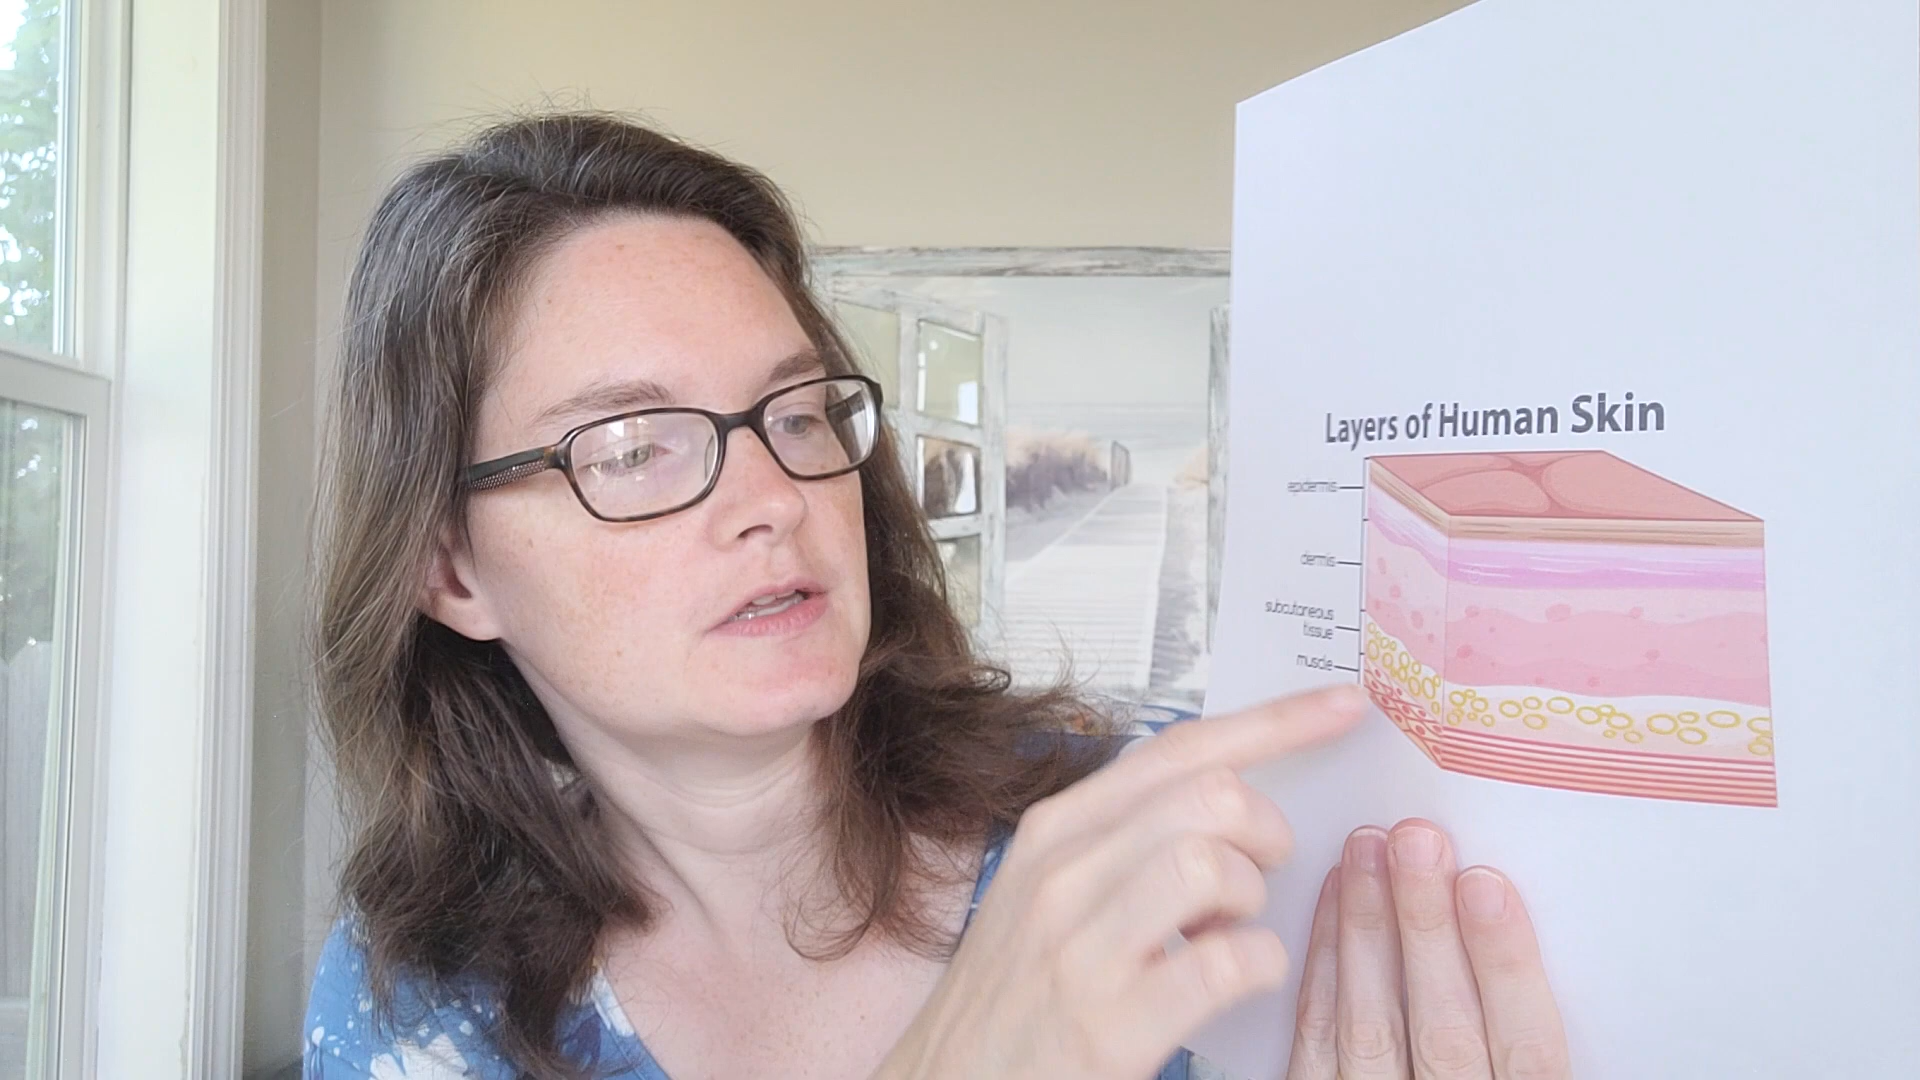 Layers of Human Skin
epidermis
dermis
subcutaneous
tissue
muscle